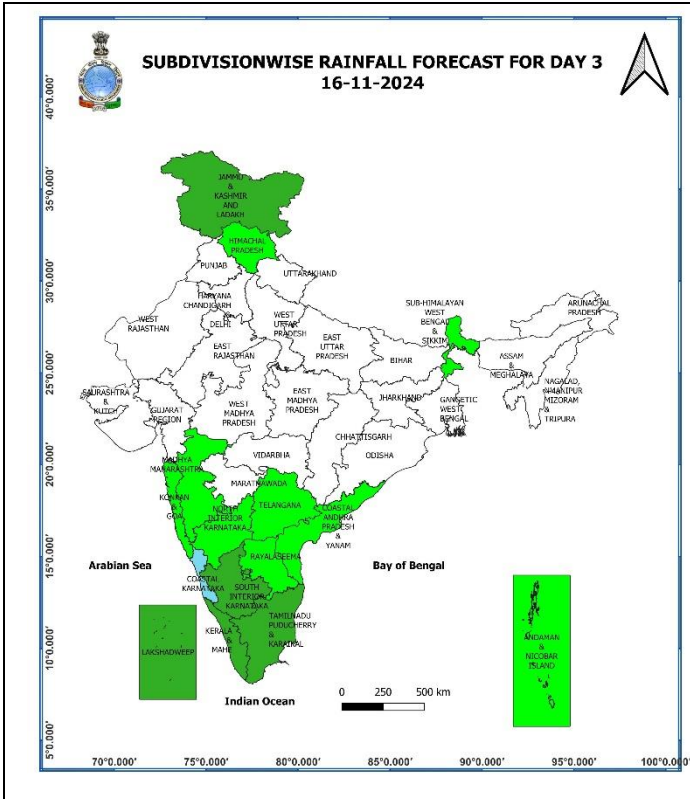 SUBDIVISIONWISE RAINFALL FORECAST FOR DAY 3
16-11-2024
40°0.000'
35°0.000'
30°0.000'
25°0.000'
20°0.000'
15°0.000'
10°0.000'
5°0.000'
JAMMU
&
KASHMIR
AND
LADAKH
HIMACHAL
PRADESH
PUNJAB
UTTARAKHAND
HARYANA
CHANDIGARH
&
DELHI
WEST
RAJASTHAN
WEST
UTTAR
PRADESH
EAST
RAJASTHAN
EAST
UTTAR
PRADESH
SUB-HIMALAYAN
WEST
BENGAL
&
SIKKIM
ARUNACHAL
PRADESH
BIHAR
ASSAM
&
MEGHALAYA
SAURASHTRA
&
KUTCH
GUJARAT
REGION
WEST
MADHYA
PRADESH
EAST
MADHYA
PRADESH
JHARKHAND
GANGETIC
WEST
BENGAL
NAGALAD,
MANIPUR
MIZORAM &
TRIPURA
CHHATTISGARH
ODISHA
VIDARBHA
MADHYA
MAHARASHTRA
MARATHAWADA
KONKAN
&
GOA
NORTH
INTERIOR
KARNATAKA
TELANGANA
COASTAL
ANDHRA
PRADESH
&
YANAM
RAYALASEEMA
Arabian Sea
Bay of Bengal
COASTAL
KARNATAKA
SOUTH
INTERIOR
KARNATAKA
TAMILNADU
PUDUCHERRY
&
KARAIKAL
KERALA
&
MAHE
LAKSHADWEEP
ANDAMAN
&
NICOBAR
ISLAND
Indian Ocean
0 250 500 km
70°0.000' 75°0.000' 80°0.000' 85°0.000' 90°0.000' 95°0.000' 100°0.000'